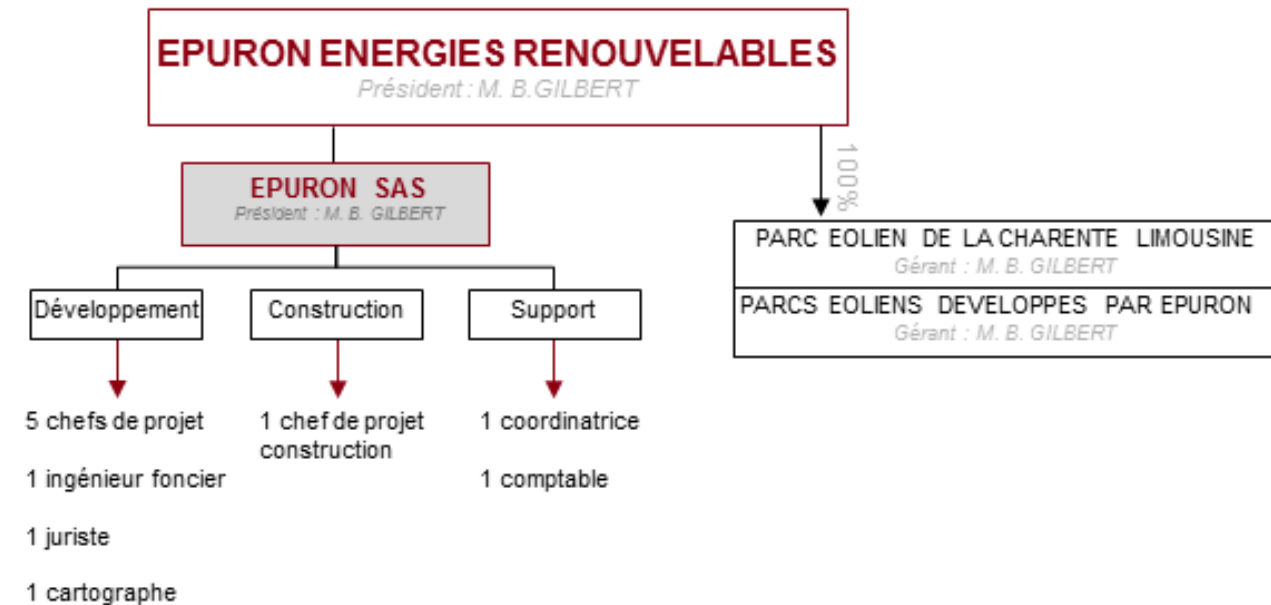 EPURON ENERGIES RENOUVELABLES
Président : M. B.GILBERT
100%
EPURON SAS
Président : M. B. GILBERT
PARC EOLIEN DE LA CHARENTE LIMOUSINE
Gérant : M. B. GILBERT
PARCS EOLIENS DEVELOPPES PAR EPURON
Gérant : M. B. GILBERT
Développement
Construction
Support
5 chefs de projet
1 ingénieur foncier
1 juriste
1 cartographe
1 chef de projet
construction
1 coordinatrice
1 comptable